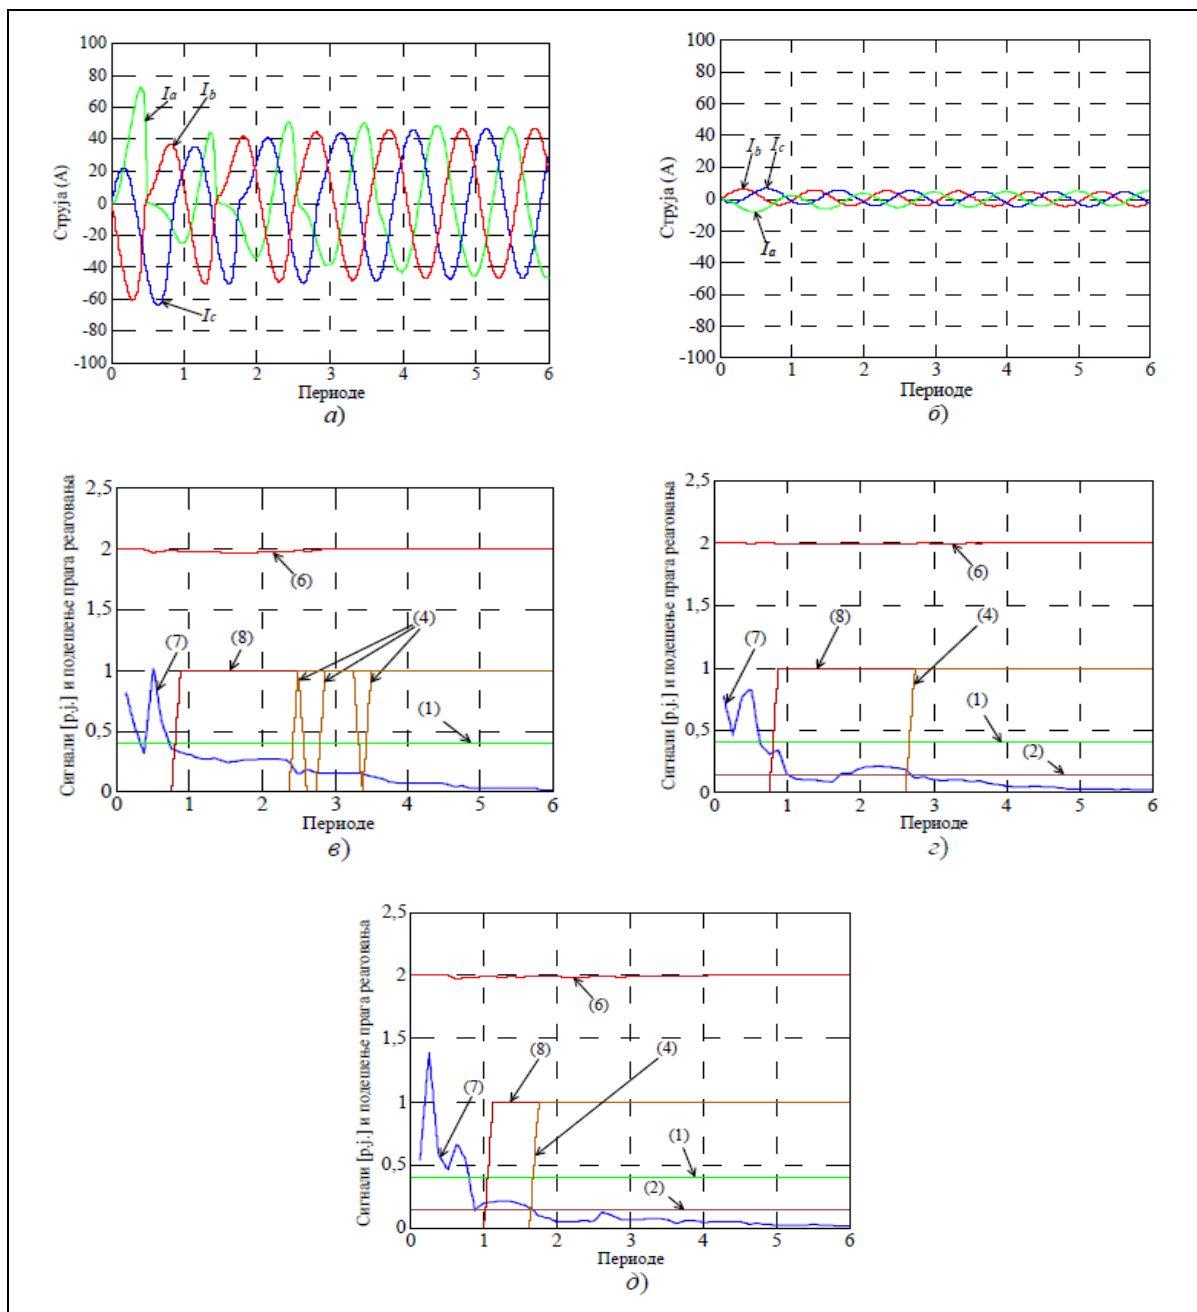 100
80
60
40
20
0
-20
-40
-60
-80
-100
Струја (А)
Ia
Ib
Ic
0 1 2 3 4 5 6
Периоде
а)
100
80
60
40
20
0
-20
-40
-60
-80
-100
Струја (А)
Ib
Ic
Ia
0 1 2 3 4 5 6
Периоде
б)
Сигнали [p.j.] и подешење прага реаговања
2,5
2
1,5
1
0,5
0
(6)
(4)
(7)
(8)
(1)
0 1 2 3 4 5 6
Периоде
в)
Сигнали [p.j.] и подешење прага реаговања
2,5
2
1,5
1
0,5
0
(6)
(4)
(7)
(8)
(1)
(2)
0 1 2 3 4 5 6
Периоде
г)
Сигнали [p.j.] и подешење прага реаговања
2,5
2
1,5
1
0,5
0
(6)
(8)
(4)
(7)
(1)
(2)
0 1 2 3 4 5 6
Периоде
д)